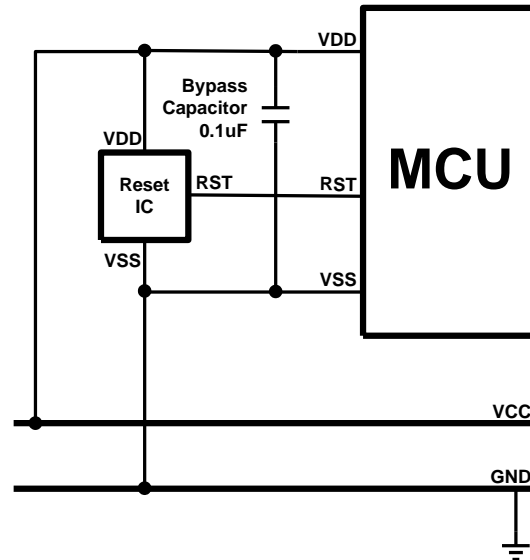 VDD
Bypass
Capacitor
0.1uF
VDD
Reset
IC
RST
RST
MCU
VSS
VSS
VCC
GND